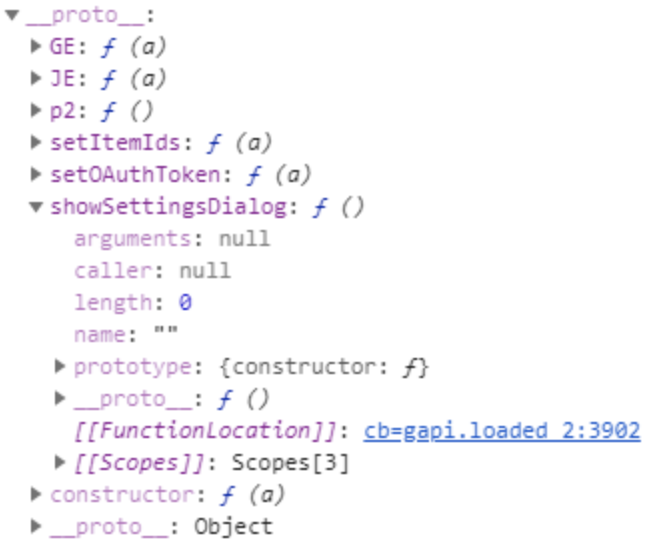 __proto__:
GE: ƒ (a)
JE: ƒ (a)
p2: ƒ ()
setItemIds: ƒ (a)
setOAuthToken: ƒ (a)
showSettingsDialog: ƒ ()
arguments: null
caller: null
length: 0
name: ""
prototype: {constructor: ƒ}
__proto__: ƒ ()
[[FunctionLocation]]: cb=gapi.loaded_2:3902
[[Scopes]]: Scopes[3]
constructor: ƒ (a)
__proto__: Object